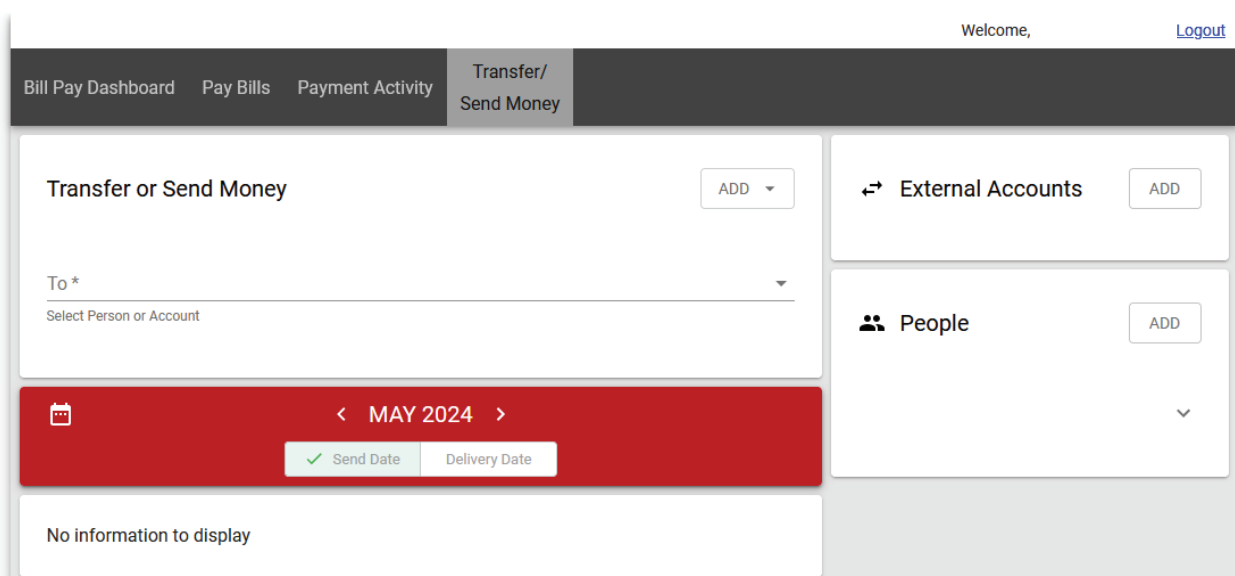 Welcome,
Logout
Bill Pay Dashboard
Pay Bills
Payment Activity
Transfer/
Send Money
Transfer or Send Money
ADD
To *
Select Person or Account
MAY 2024
Send Date
Delivery Date
No information to display
External Accounts
ADD
People
ADD